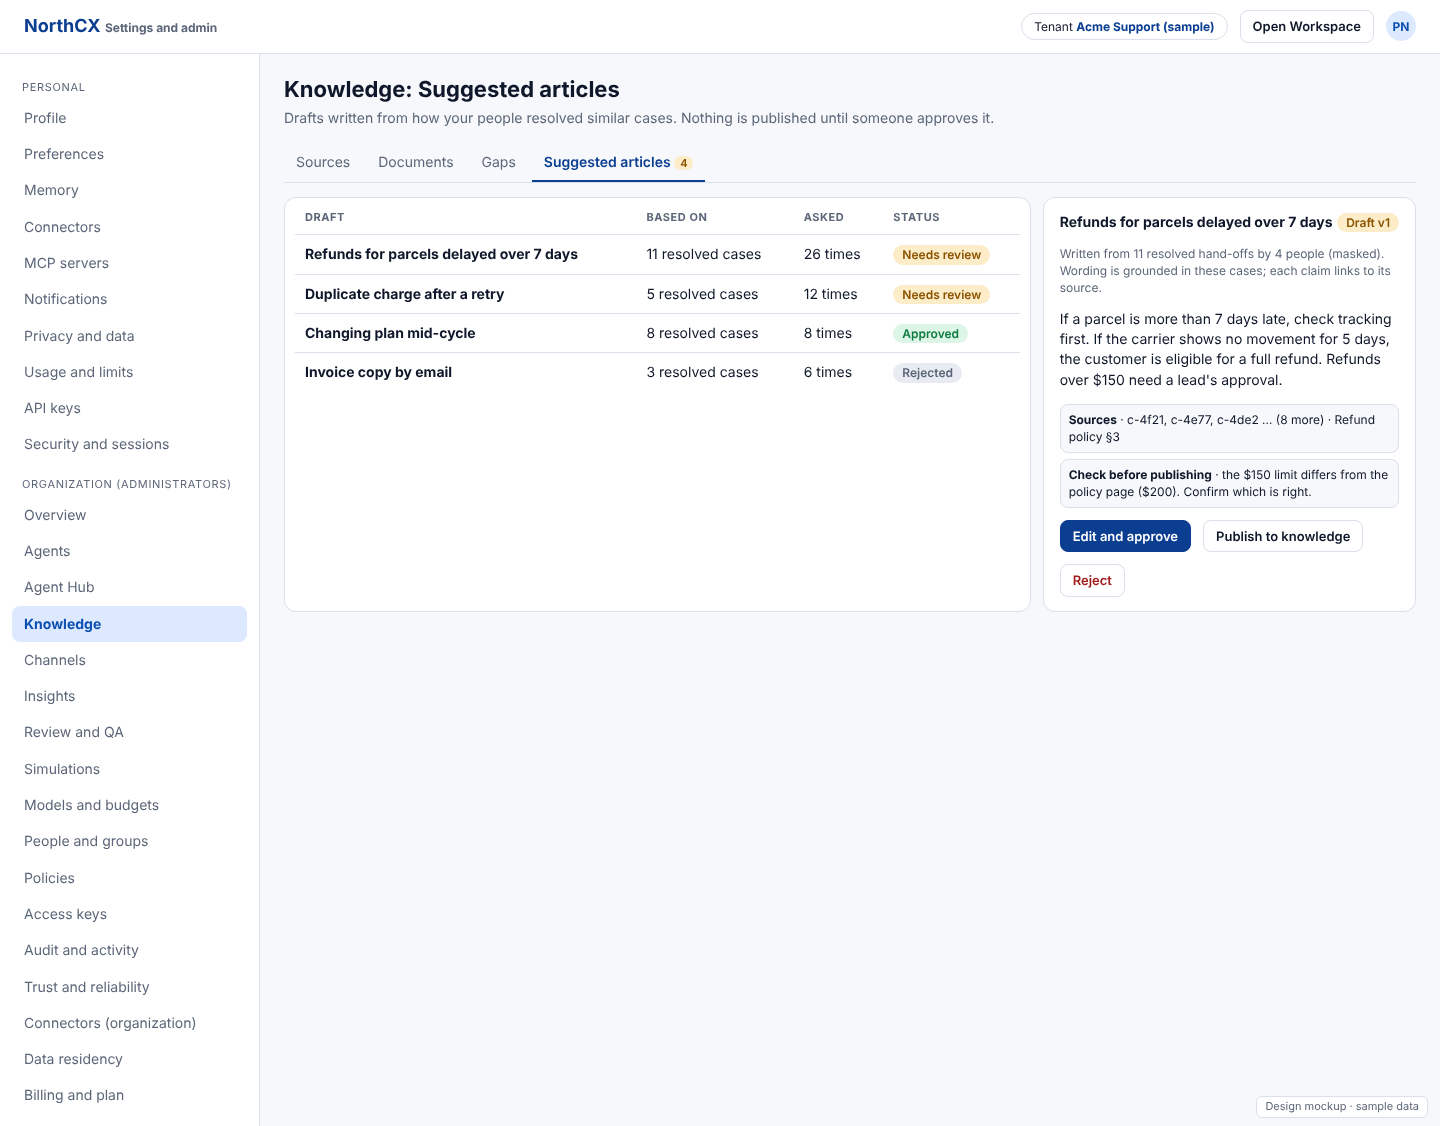 NorthCX Settings and admin
Tenant Acme Support (sample)
Open Workspace
PN
PERSONAL
Profile
Preferences
Memory
Connectors
MCP servers
Notifications
Privacy and data
Usage and limits
API keys
Security and sessions
ORGANIZATION (ADMINISTRATORS)
Overview
Agents
Agent Hub
Knowledge
Channels
Insights
Review and QA
Simulations
Models and budgets
People and groups
Policies
Access keys
Audit and activity
Trust and reliability
Connectors (organization)
Data residency
Billing and plan
Knowledge: Suggested articles
Drafts written from how your people resolved similar cases. Nothing is published until someone approves it.
Sources Documents Gaps Suggested articles 4
DRAFT BASED ON ASKED STATUS
Refunds for parcels delayed over 7 days 11 resolved cases 26 times Needs review
Duplicate charge after a retry 5 resolved cases 12 times Needs review
Changing plan mid-cycle 8 resolved cases 8 times Approved
Invoice copy by email 3 resolved cases 6 times Rejected
Refunds for parcels delayed over 7 days Draft v1
Written from 11 resolved hand-offs by 4 people (masked).
Wording is grounded in these cases; each claim links to its
source.
If a parcel is more than 7 days late, check tracking
first. If the carrier shows no movement for 5 days,
the customer is eligible for a full refund. Refunds
over $150 need a lead's approval.
Sources · c-4f21, c-4e77, c-4de2 … (8 more) · Refund
policy §3
Check before publishing · the $150 limit differs from the
policy page ($200). Confirm which is right.
Edit and approve Publish to knowledge
Reject
Design mockup · sample data